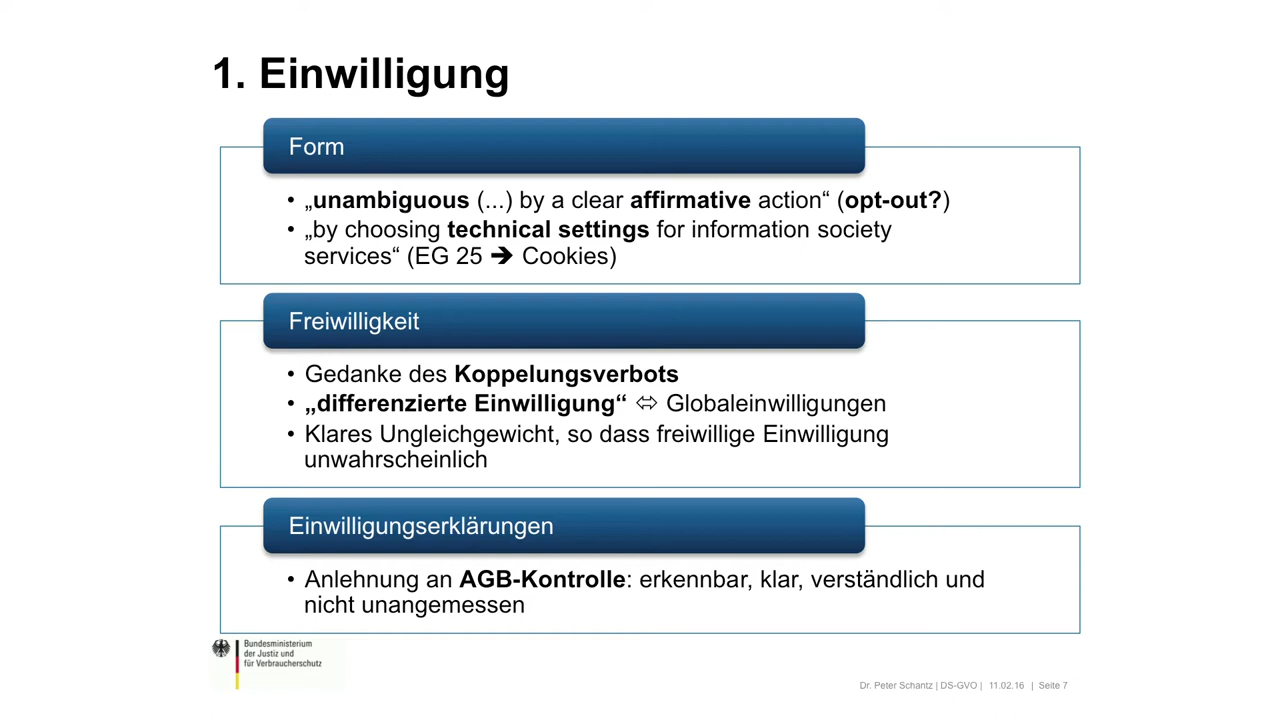 1. Einwilligung
Form
• „unambiguous (...) by a clear affirmative action“ (opt-out?)
• „by choosing technical settings for information society
services“ (EG 25 ➔ Cookies)
Freiwilligkeit
• Gedanke des Koppelungsverbots
• „differenzierte Einwilligung“ ⬄ Globaleinwilligungen
• Klares Ungleichgewicht, so dass freiwillige Einwilligung
unwahrscheinlich
Einwilligungserklärungen
• Anlehnung an AGB-Kontrolle: erkennbar, klar, verständlich und
nicht unangemessen
Bundesministerium
der Justiz und
für Verbraucherschutz
Dr. Peter Schantz | DS-GVO | 11.02.16 | Seite 7